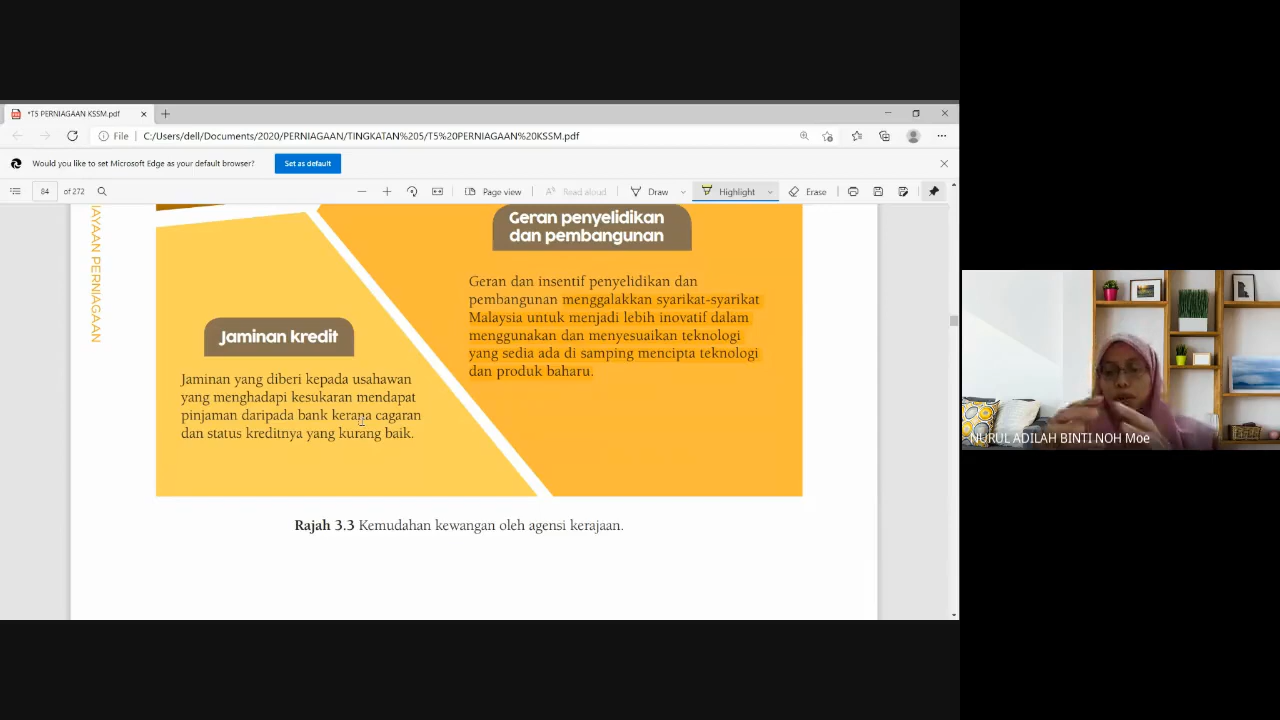 *T5 PERNIAGAAN KSSM.pdf
File
C:/Users/dell/Documents/2020/PERNIAGAAN/TINGKATAN%205/T5%20PERNIAGAAN%20KSSM.pdf
Would you like to set Microsoft Edge as your default browser?
Set as default
84 of 272
Page view
Read aloud
Draw
Highlight
Erase
AYAAN PERNIAGAAN
Geran penyelidikan
dan pembangunan
Geran dan insentif penyelidikan dan
pembangunan menggalakkan syarikat-syarikat
Malaysia untuk menjadi lebih inovatif dalam
menggunakan dan menyesuaikan teknologi
yang sedia ada di samping mencipta teknologi
dan produk baharu.
Jaminan kredit
Jaminan yang diberi kepada usahawan
yang menghadapi kesukaran mendapat
pinjaman daripada bank kerana cagaran
dan status kreditnya yang kurang baik.
Rajah 3.3 Kemudahan kewangan oleh agensi kerajaan.
NURUL ADILAH BINTI NOH Moe